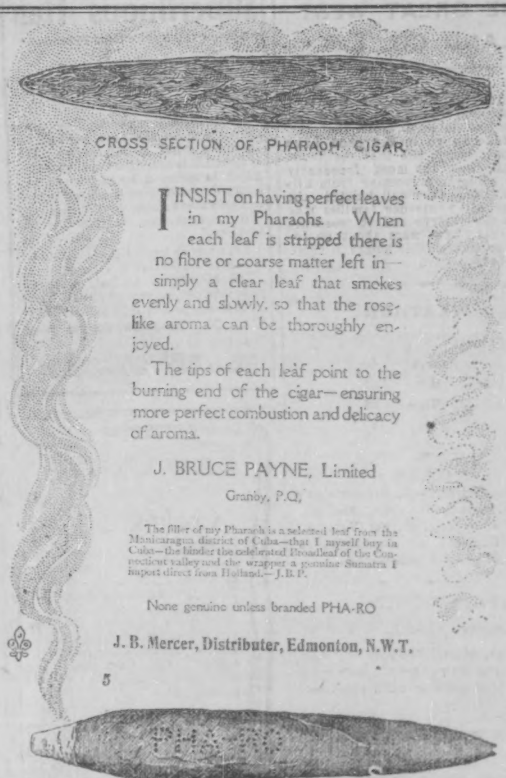 CROSS SECTION OF PHARAOH CIGAR
I INSIST on having perfect leaves
in my Pharaohs. When
each leaf is stripped there is
no fibre or coarse matter left in—
simply a clear leaf that smokes
evenly and slowly, so that the rose-
like aroma can be thoroughly en-
joyed.
The tips of each leaf point to the
burning end of the cigar—ensuring
more perfect combustion and delicacy
of aroma.
J. BRUCE PAYNE, Limited
Granby, P.Q.
The filler of my Pharaoh is a selected leaf from the
Manicaragua district of Cuba—that I myself buy in
Cuba—the binder the celebrated Broadleaf of the Con-
necticut valley and the wrapper a genuine Sumatra I
import direct from Holland.—J. B. P.
None genuine unless branded PHA-RO
J. B. Mercer, Distributer, Edmonton, N.W.T.
5
PHA-RO